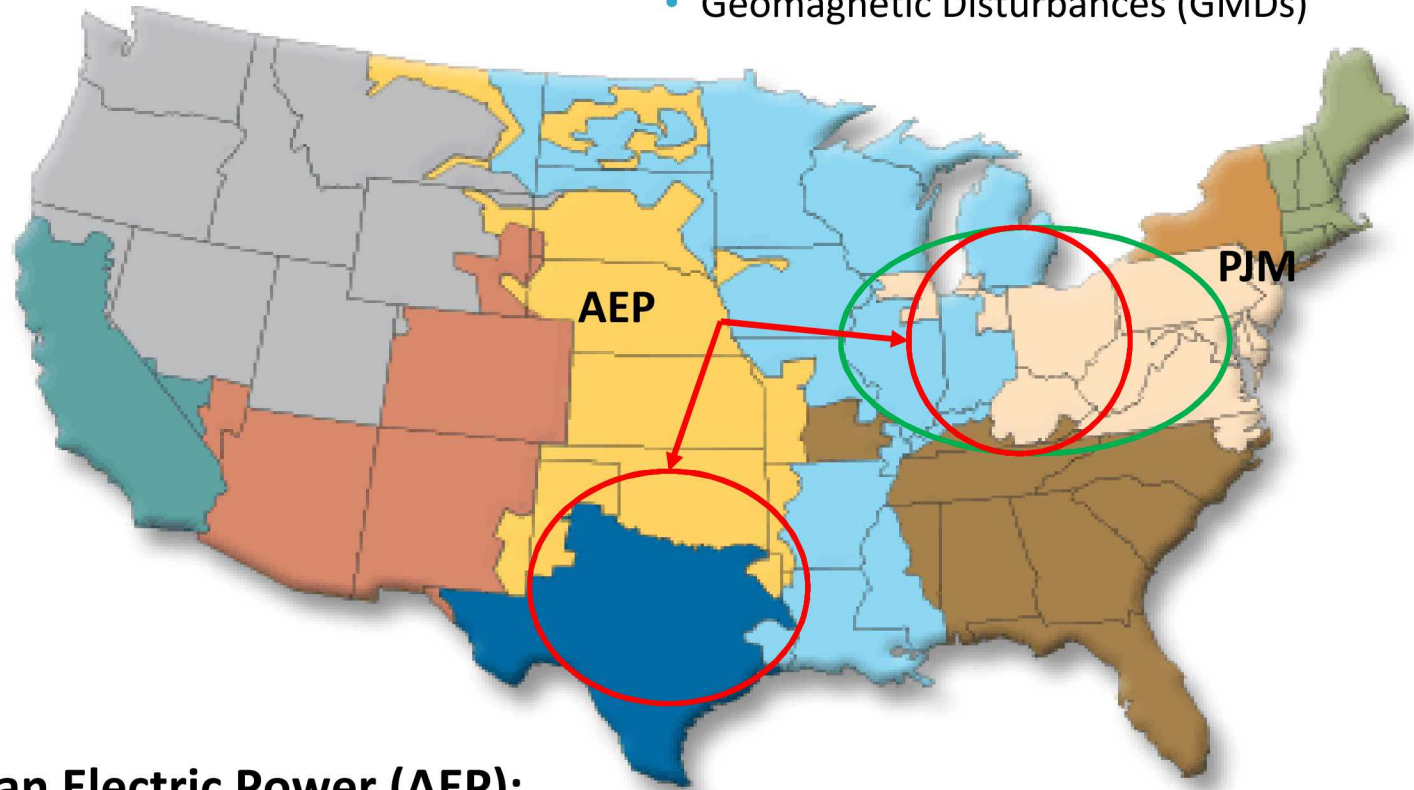 • Geomagnetic Disturbances (GMDs)
PJM
AEP
an Electric Power (AEP):